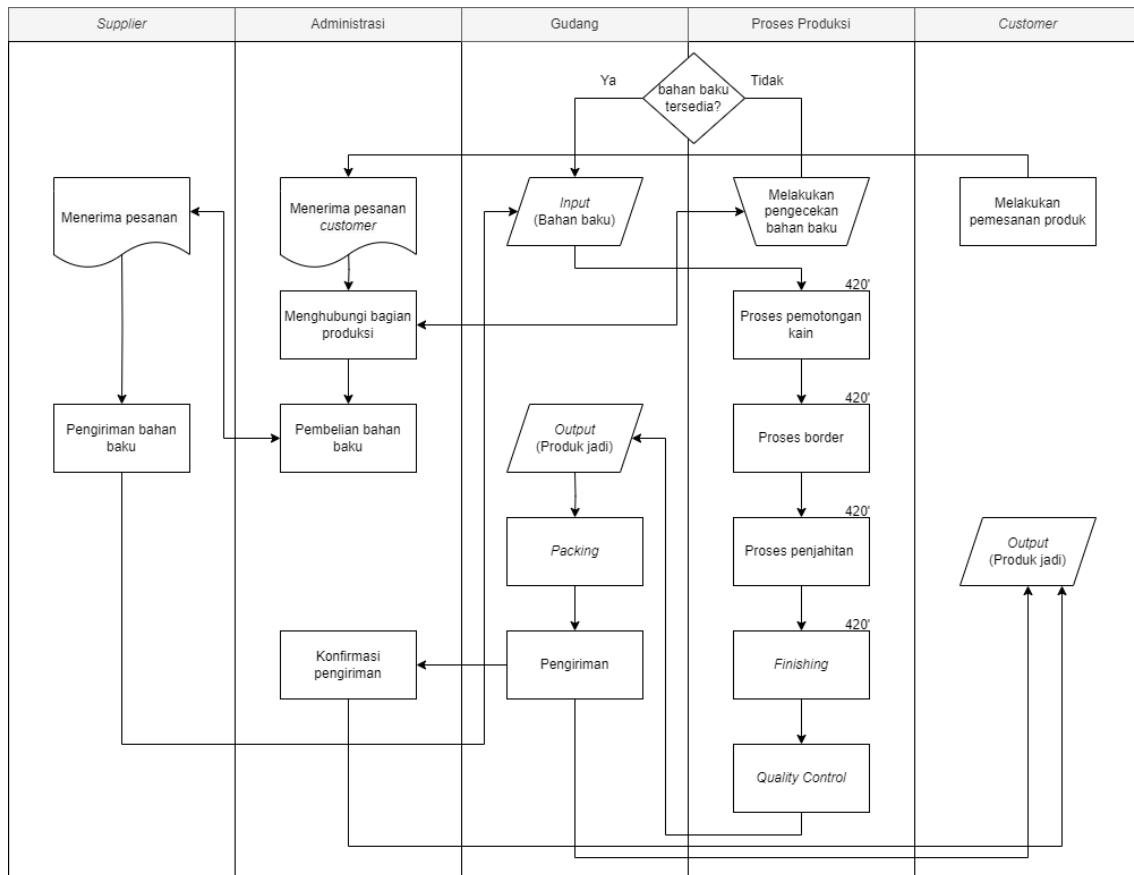 Supplier
Administrasi
Gudang
Proses Produksi
Customer
Ya
bahan baku
tersedia?
Tidak
Menerima pesanan
Menerima pesanan
customer
Input
(Bahan baku)
Melakukan
pengecekan
bahan baku
Melakukan
pemesanan produk
Menghubungi bagian
produksi
420'
Proses pemotongan
kain
Pengiriman bahan
baku
Pembelian bahan
baku
Output
(Produk jadi)
420'
Proses border
Packing
420'
Proses penjahitan
Output
(Produk jadi)
Konfirmasi
pengiriman
Pengiriman
420'
Finishing
Quality Control